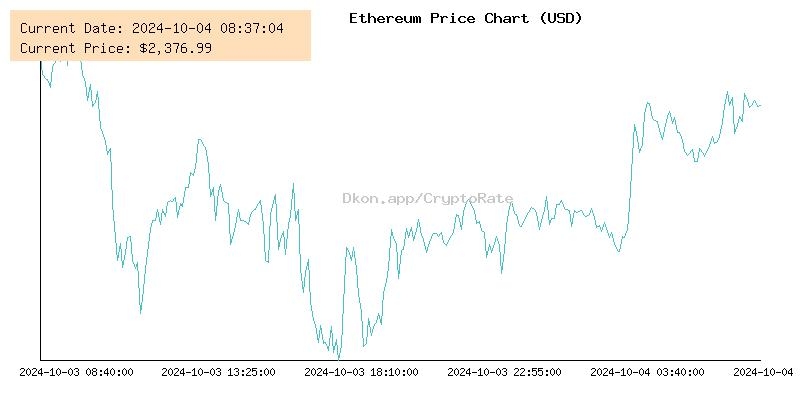 Ethereum Price Chart (USD)
Current Date: 2024-10-04 08:37:04
Current Price: $2,376.99
Dkon.app/CryptoRate
2024-10-03 08:40:00 2024-10-03 13:25:00 2024-10-03 18:10:00 2024-10-03 22:55:00 2024-10-04 03:40:00 2024-10-04